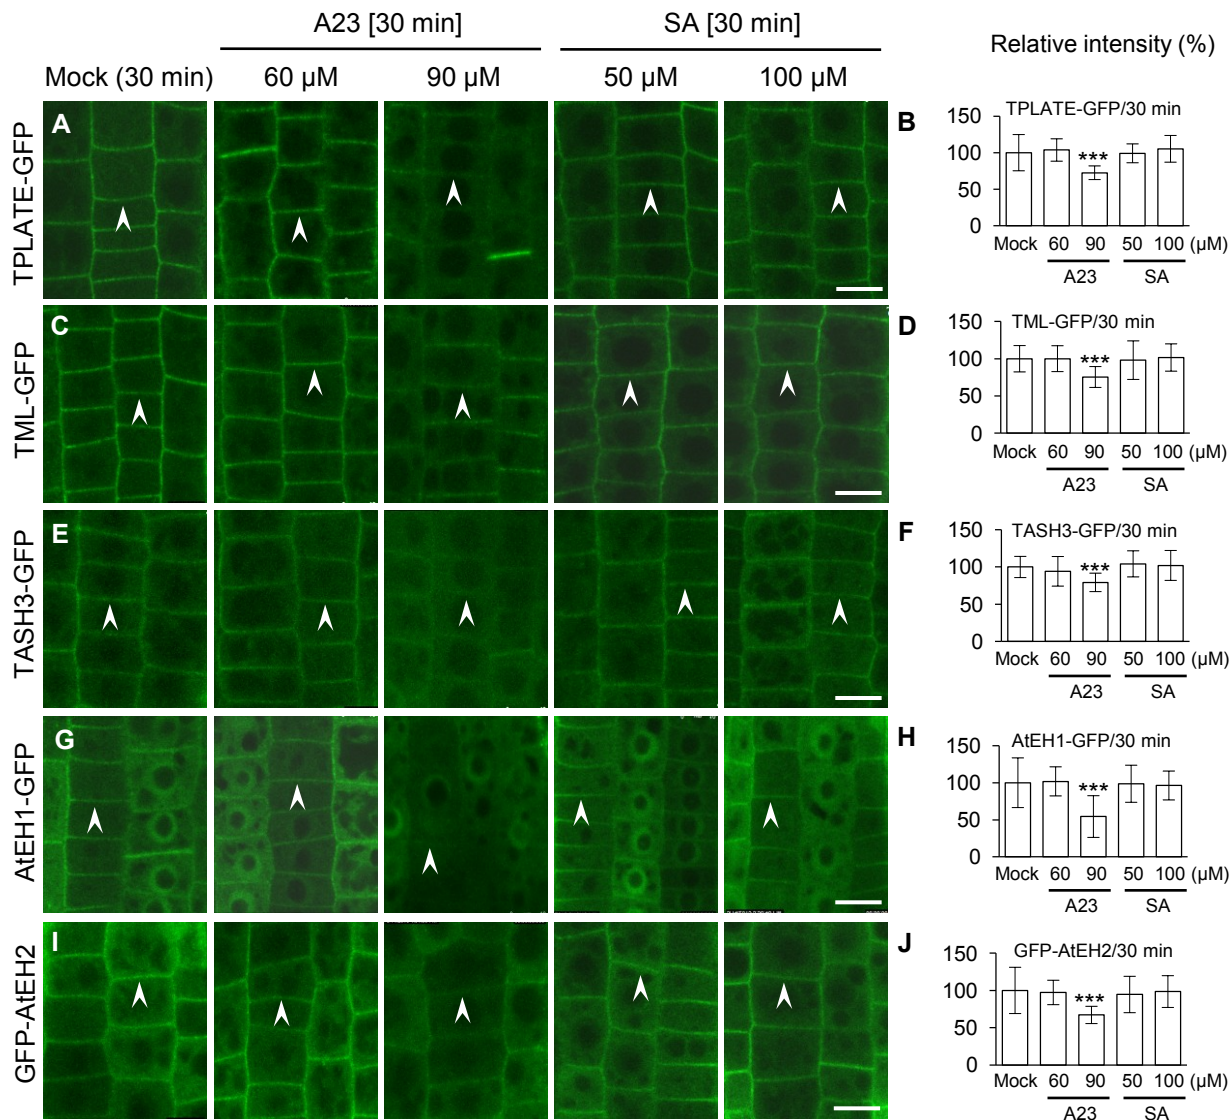 A23 [30 min]
SA [30 min]
Relative intensity (%)
Mock (30 min)
60 µM
90 µM
50 µM
100 µM
TPLATE-GFP
A
B
TPLATE-GFP/30 min
150
100
50
0
***
Mock 60 90 50 100 (µM)
A23 SA
TML-GFP
C
D
TML-GFP/30 min
150
100
50
0
***
Mock 60 90 50 100 (µM)
A23 SA
TASH3-GFP
E
F
TASH3-GFP/30 min
150
100
50
0
***
Mock 60 90 50 100 (µM)
A23 SA
AtEH1-GFP
G
H
AtEH1-GFP/30 min
150
100
50
0
***
Mock 60 90 50 100 (µM)
A23 SA
GFP-AtEH2
I
J
GFP-AtEH2/30 min
150
100
50
0
***
Mock 60 90 50 100 (µM)
A23 SA